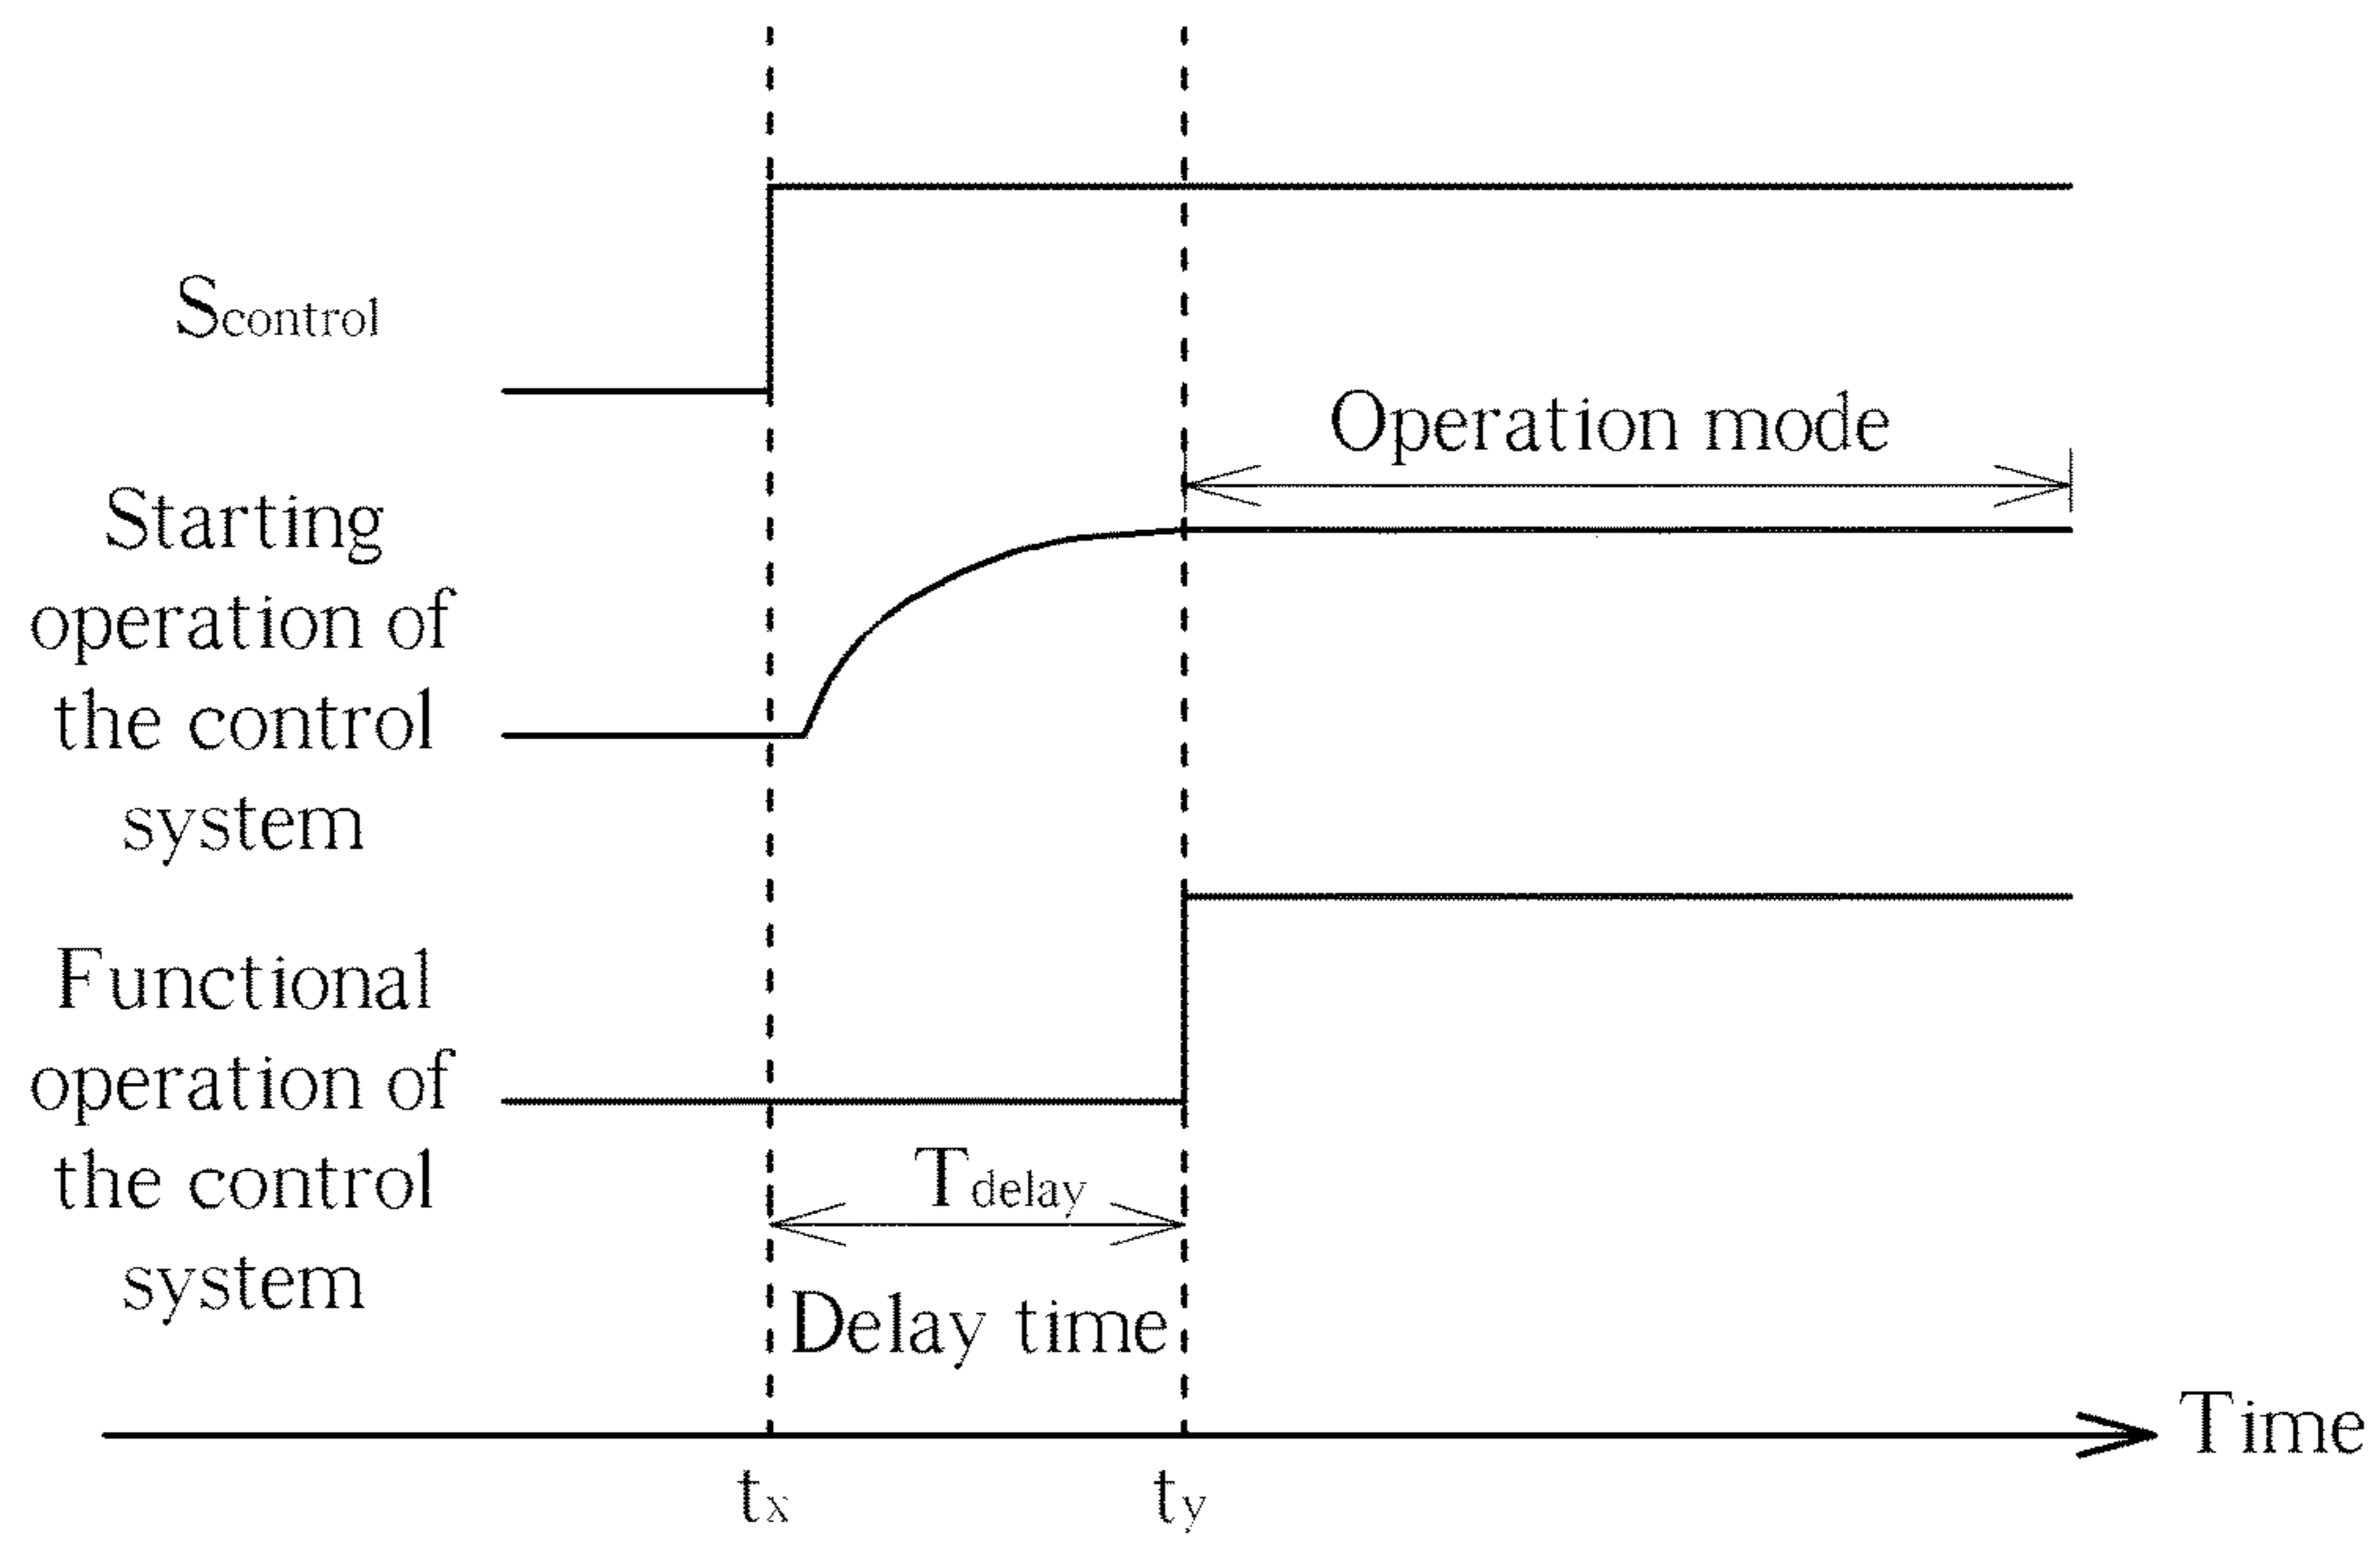 Scontrol
Operation mode
Starting
operation of
the control
system
Functional
operation of
the control
system
Tdelay
Delay time
Time
tx
ty